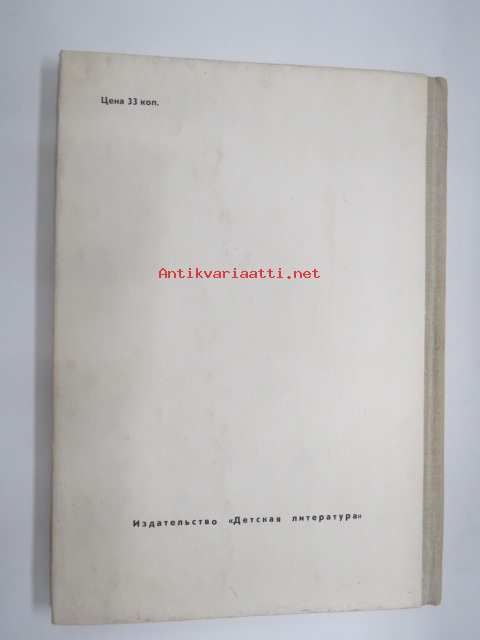 Цена 33 коп.
Antikvariaatti.net
Издательство «Детская литература»